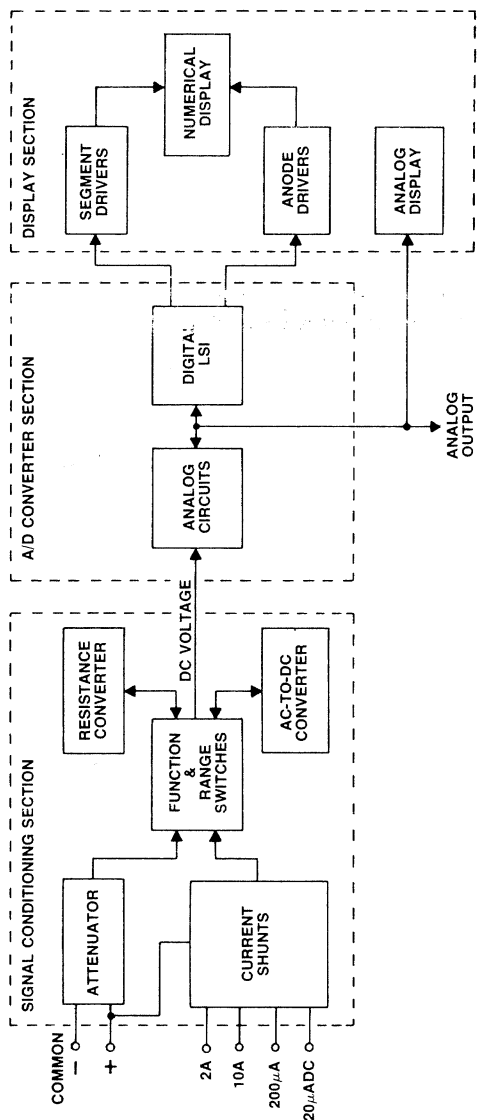 SIGNAL CONDITIONING SECTION
COMMON
−
+
2A
10A
200µA
20µADC
ATTENUATOR
CURRENT
SHUNTS
RESISTANCE
CONVERTER
FUNCTION
&
RANGE
SWITCHES
AC-TO-DC
CONVERTER
DC VOLTAGE
A/D CONVERTER SECTION
ANALOG
CIRCUITS
DIGITAL
LSI
ANALOG
OUTPUT
DISPLAY SECTION
SEGMENT
DRIVERS
NUMERICAL
DISPLAY
ANODE
DRIVERS
ANALOG
DISPLAY